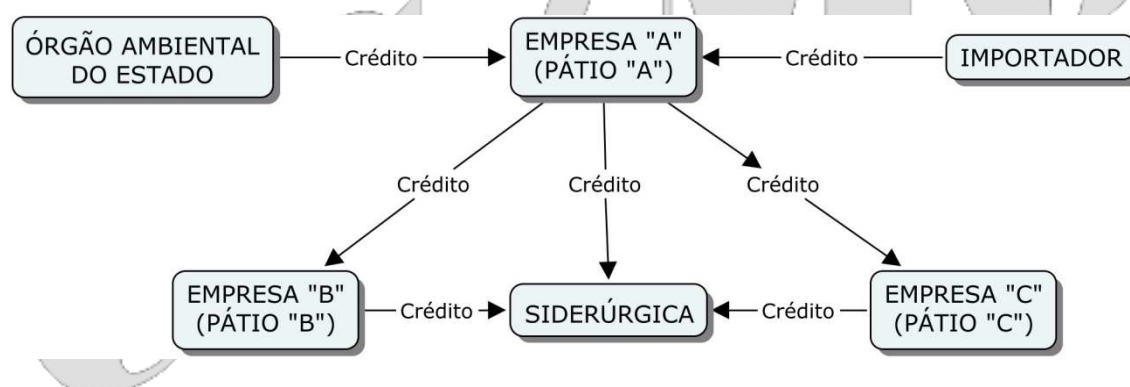 ÓRGÃO AMBIENTAL
DO ESTADO
Crédito
EMPRESA "A"
(PÁTIO "A")
Crédito
IMPORTADOR
Crédito
Crédito
Crédito
EMPRESA "B"
(PÁTIO "B")
Crédito
SIDERÚRGICA
Crédito
EMPRESA "C"
(PÁTIO "C")